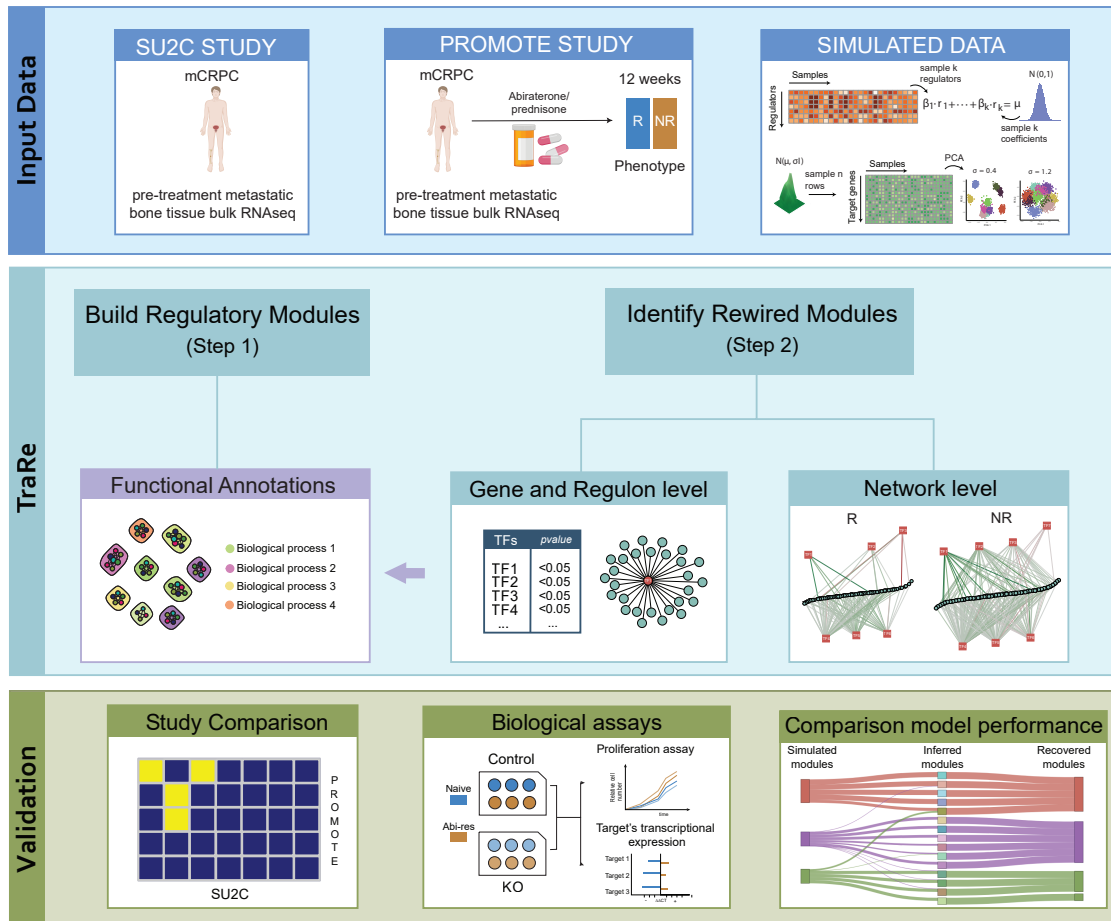 Input Data
SU2C STUDY
mCRPC
pre-treatment metastatic
bone tissue bulk RNAseq
PROMOTE STUDY
mCRPC
Abiraterone/
prednisone
12 weeks
R
NR
Phenotype
pre-treatment metastatic
bone tissue bulk RNAseq
SIMULATED DATA
Samples
Regulators
sample k
regulators
N (0,1)
β1· r1+⋯+βk· rk= μ
sample k
coefficients
N(μ, σI)
sample n
rows
Samples
Target genes
PCA
σ = 0.4
σ = 1.2
TraRe
Build Regulatory Modules
(Step 1)
Identify Rewired Modules
(Step 2)
Functional Annotations
Biological process 1
Biological process 2
Biological process 3
Biological process 4
Gene and Regulon level
TFs pvalue
TF1 <0.05
TF2 <0.05
TF3 <0.05
TF4 <0.05
... ...
Network level
R
NR
Validation
Study Comparison
PROMOTE
SU2C
Biological assays
Control
Naive
Abi-res
KO
Proliferation assay
Relative cell
number
time
Target's transcriptional
expression
Target 1
Target 2
Target 3
- ΔΔCT +
Comparison model performance
Simulated
modules
Inferred
modules
Recovered
modules